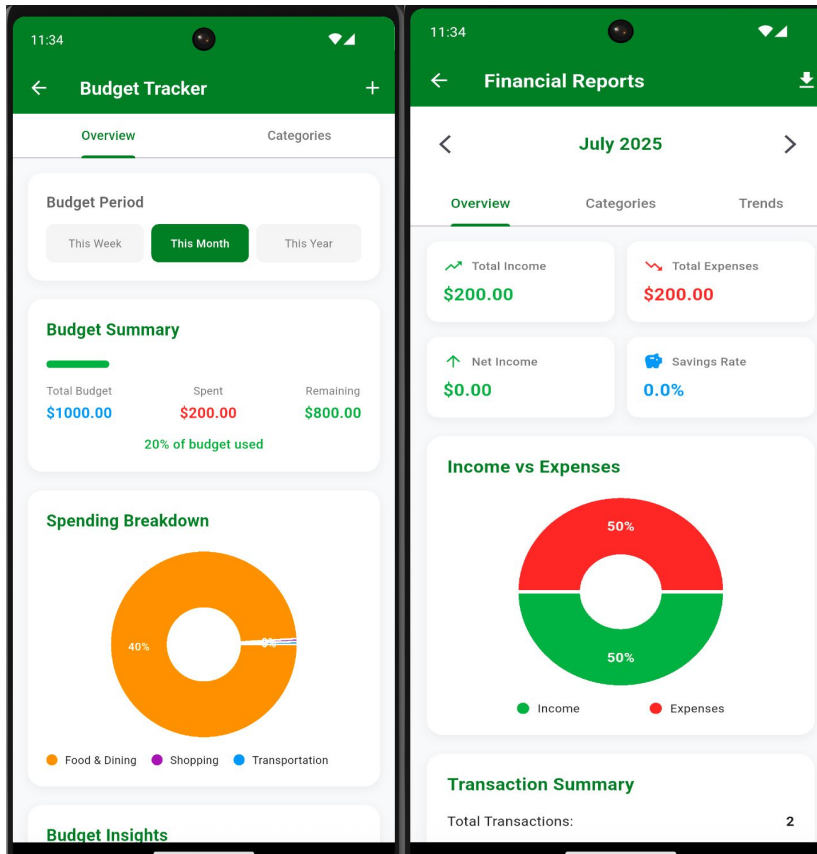 11:34
Budget Tracker
Overview Categories
Budget Period
This Week This Month This Year
Budget Summary
Total Budget Spent Remaining
$1000.00 $200.00 $800.00
20% of budget used
Spending Breakdown
40%
Food & Dining Shopping Transportation
Budget Insights
11:34
Financial Reports
July 2025
Overview Categories Trends
Total Income Total Expenses
$200.00 $200.00
Net Income Savings Rate
$0.00 0.0%
Income vs Expenses
50%
50%
Income Expenses
Transaction Summary
Total Transactions: 2